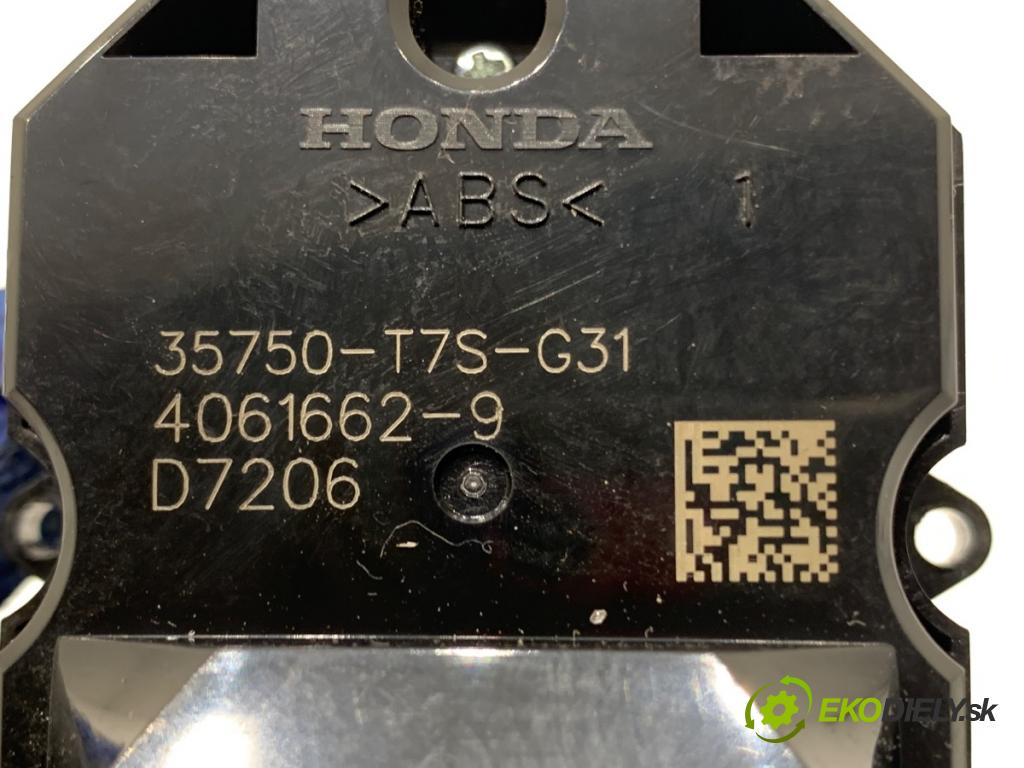 HONDA
>ABS< 1
35750-T7S-G31
4061662-9
D7206
EKODIELY.sk